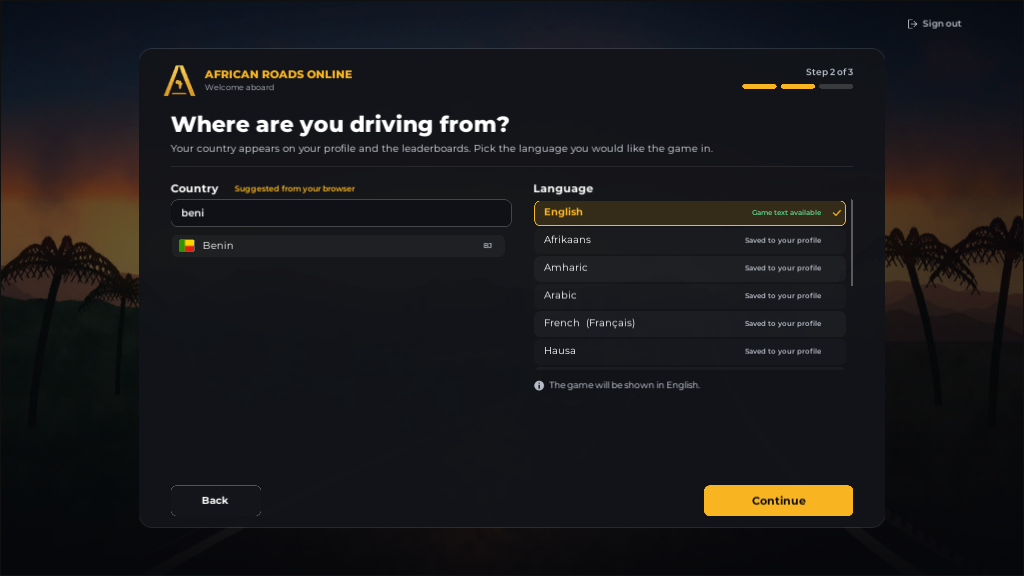 Sign out
AFRICAN ROADS ONLINE
Welcome aboard
Step 2 of 3
Where are you driving from?
Your country appears on your profile and the leaderboards. Pick the language you would like the game in.
Country Suggested from your browser
beni
Benin BJ
Language
English Game text available
Afrikaans Saved to your profile
Amharic Saved to your profile
Arabic Saved to your profile
French (Français) Saved to your profile
Hausa Saved to your profile
The game will be shown in English.
Back
Continue